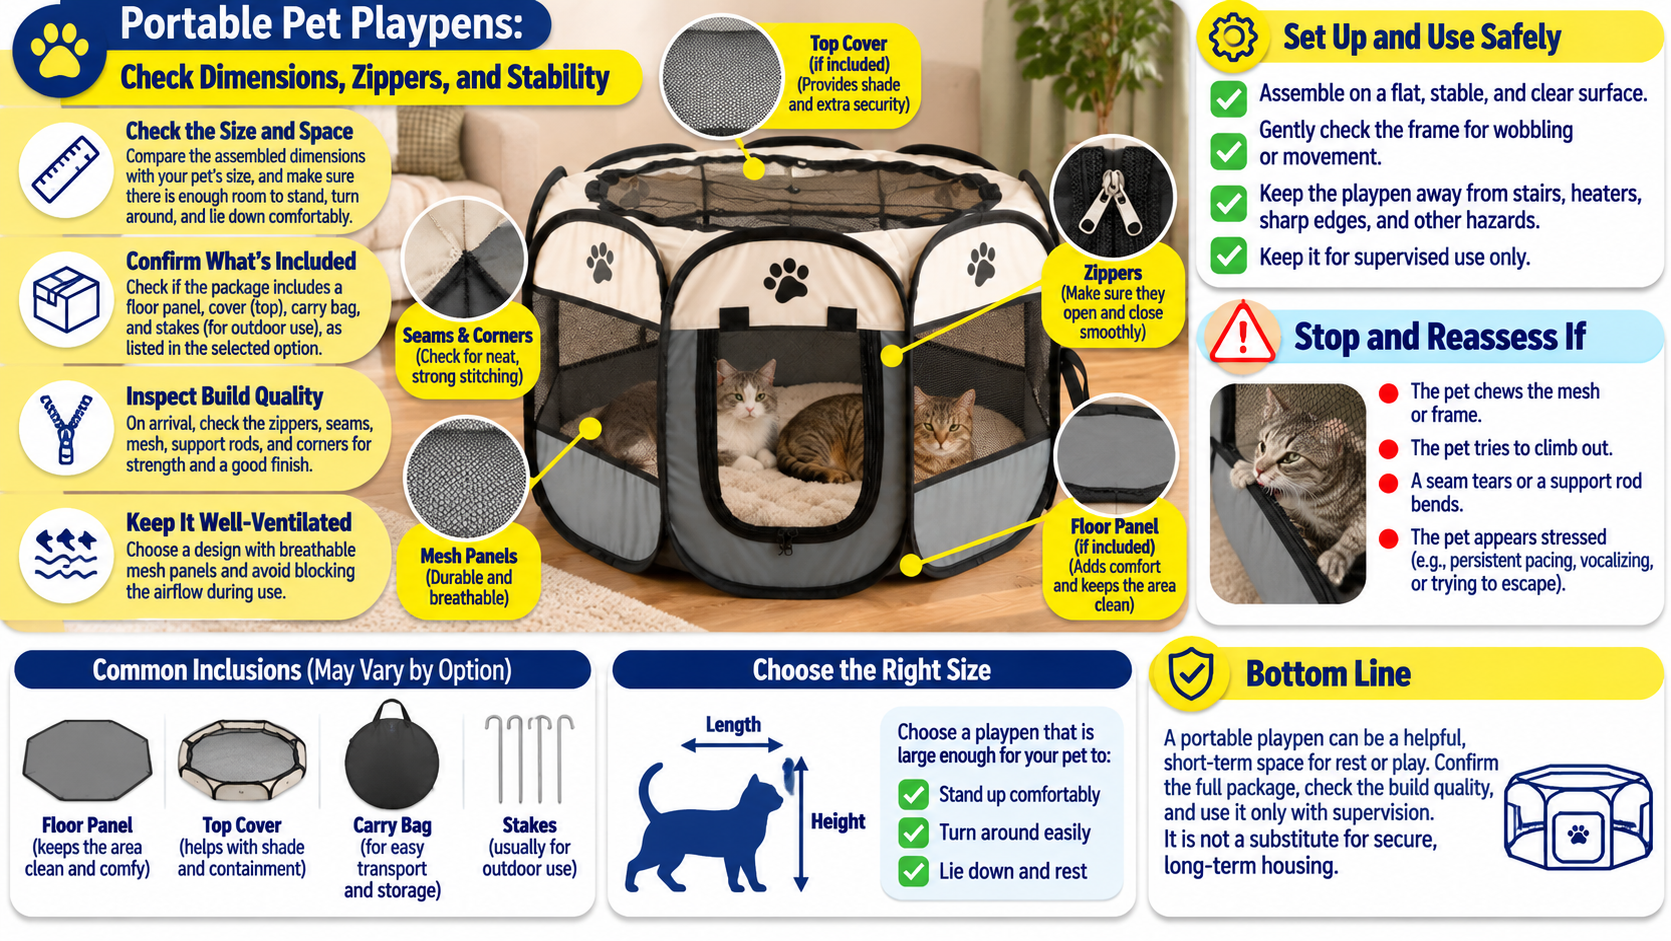 Portable Pet Playpens:
Check Dimensions, Zippers, and Stability
Check the Size and Space
Compare the assembled dimensions
with your pet's size, and make sure
there is enough room to stand, turn
around, and lie down comfortably.
Confirm What's Included
Check if the package includes a
floor panel, cover (top), carry bag,
and stakes (for outdoor use), as
listed in the selected option.
Inspect Build Quality
On arrival, check the zippers, seams,
mesh, support rods, and corners for
strength and a good finish.
Keep It Well-Ventilated
Choose a design with breathable
mesh panels and avoid blocking
the airflow during use.
Top Cover
(if included)
(Provides shade
and extra security)
Seams & Corners
(Check for neat,
strong stitching)
Mesh Panels
(Durable and
breathable)
Zippers
(Make sure they
open and close
smoothly)
Floor Panel
(if included)
(Adds comfort
and keeps the area
clean)
Set Up and Use Safely
Assemble on a flat, stable, and clear surface.
Gently check the frame for wobbling
or movement.
Keep the playpen away from stairs, heaters,
sharp edges, and other hazards.
Keep it for supervised use only.
Stop and Reassess If
The pet chews the mesh
or frame.
The pet tries to climb out.
A seam tears or a support rod
bends.
The pet appears stressed
(e.g., persistent pacing, vocalizing,
or trying to escape).
Common Inclusions (May Vary by Option)
Floor Panel
(keeps the area
clean and comfy)
Top Cover
(helps with shade
and containment)
Carry Bag
(for easy
transport
and storage)
Stakes
(usually for
outdoor use)
Choose the Right Size
Length
Height
Choose a playpen that is
large enough for your pet to:
Stand up comfortably
Turn around easily
Lie down and rest
Bottom Line
A portable playpen can be a helpful,
short-term space for rest or play. Confirm
the full package, check the build quality,
and use it only with supervision.
It is not a substitute for secure,
long-term housing.